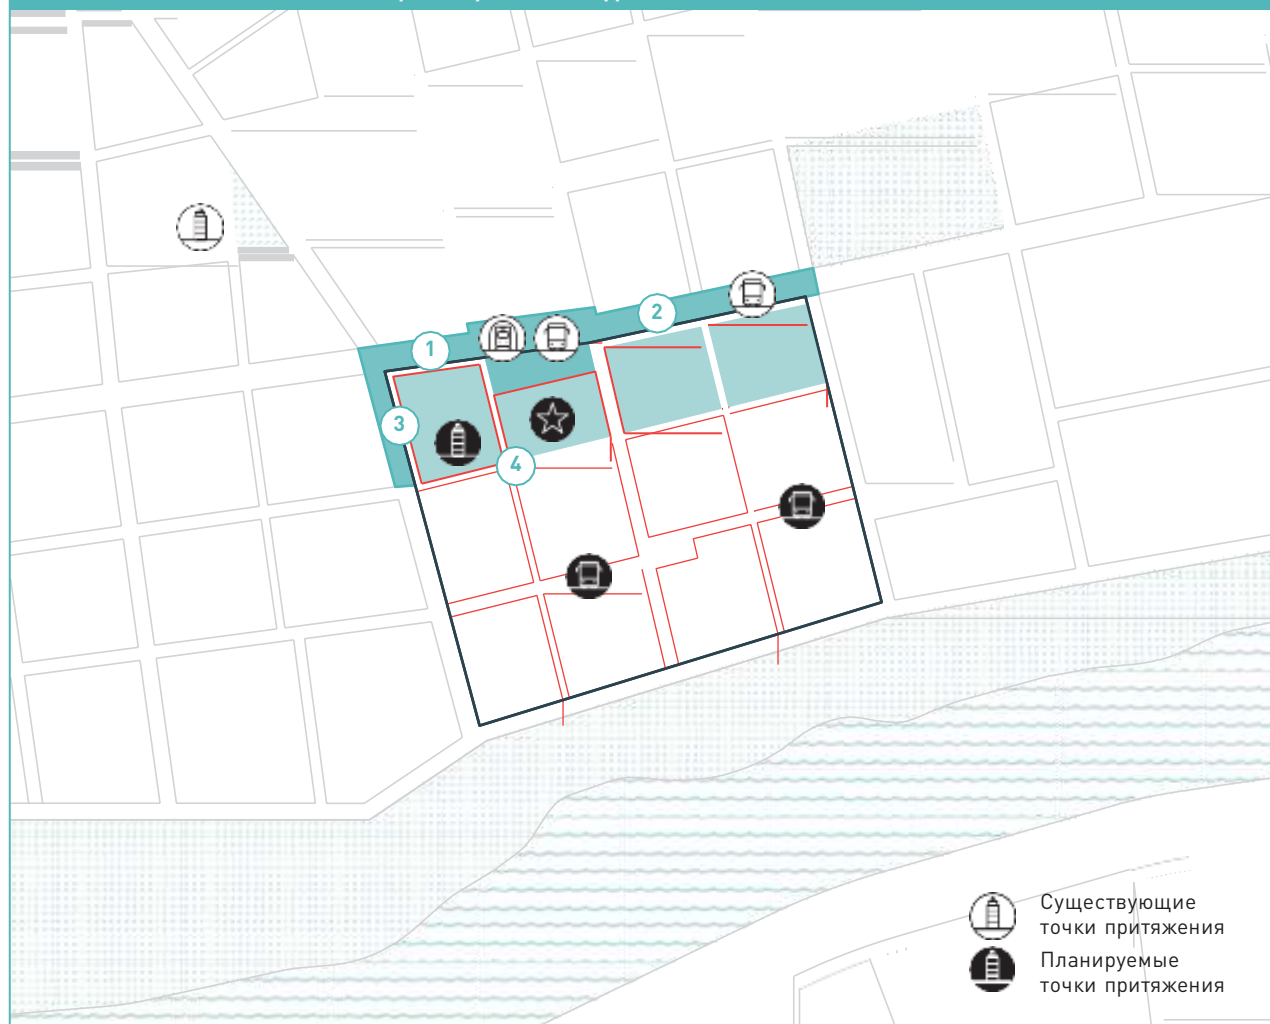 2
1
3
4
Существующие
точки притяжения
Планируемые
точки притяжения